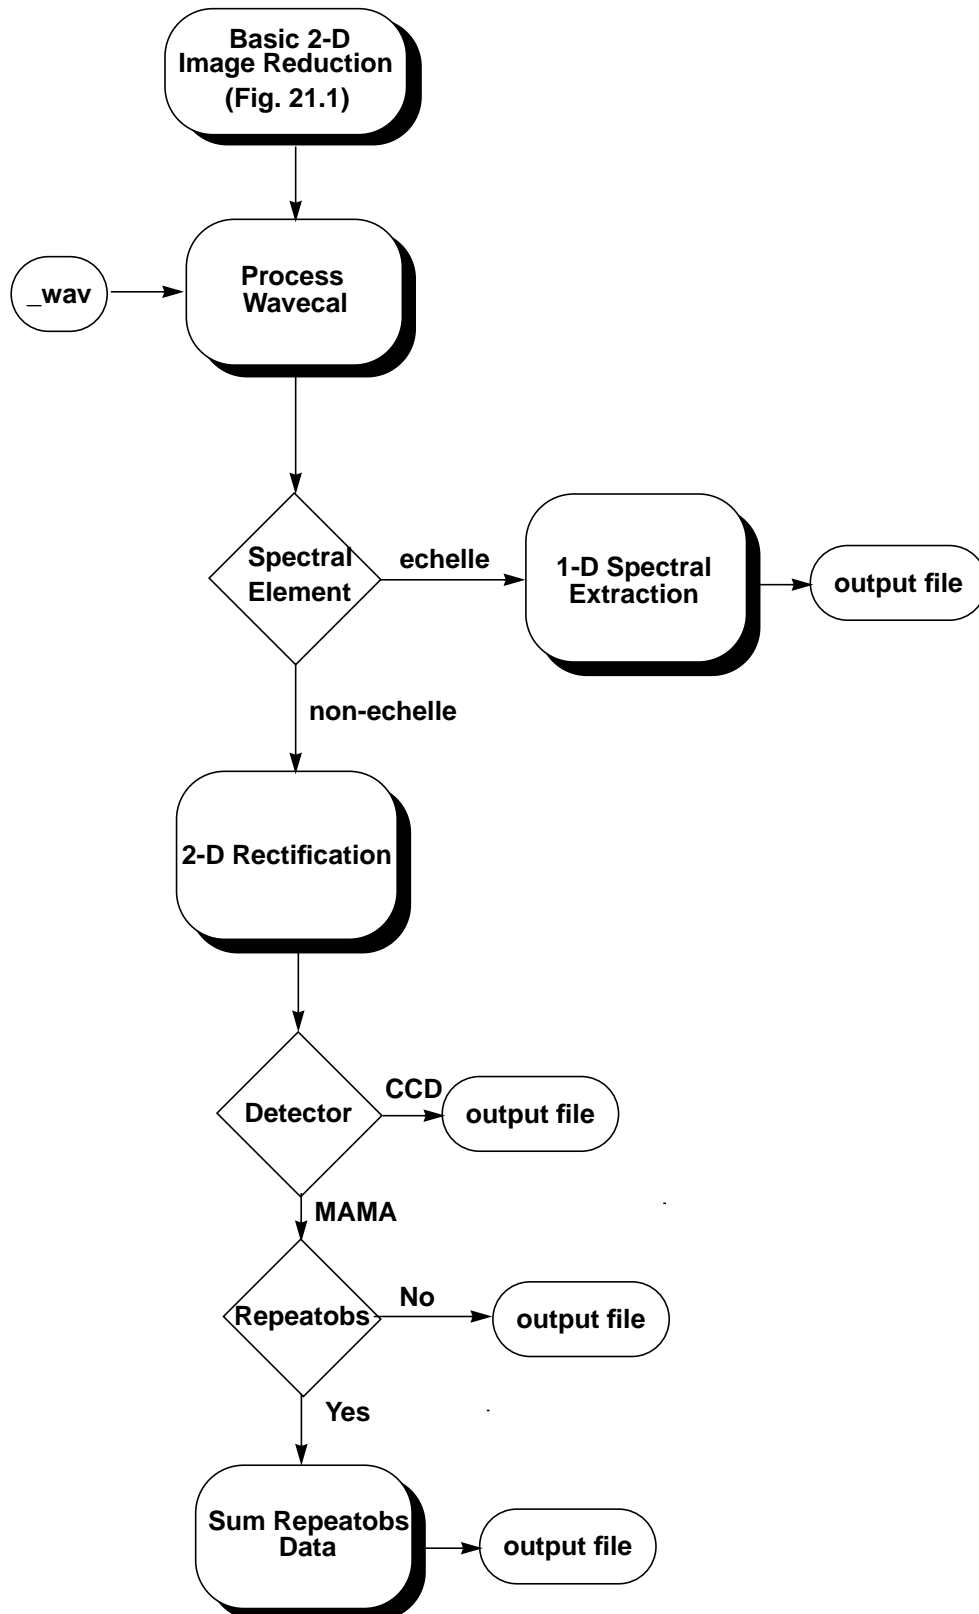 Basic 2-D
Image Reduction
(Fig. 21.1)
_wav
Process
Wavecal
Spectral
Element
echelle
1-D Spectral
Extraction
output file
non-echelle
2-D Rectification
Detector
CCD
output file
MAMA
Repeatobs
No
output file
Yes
Sum Repeatobs
Data
output file